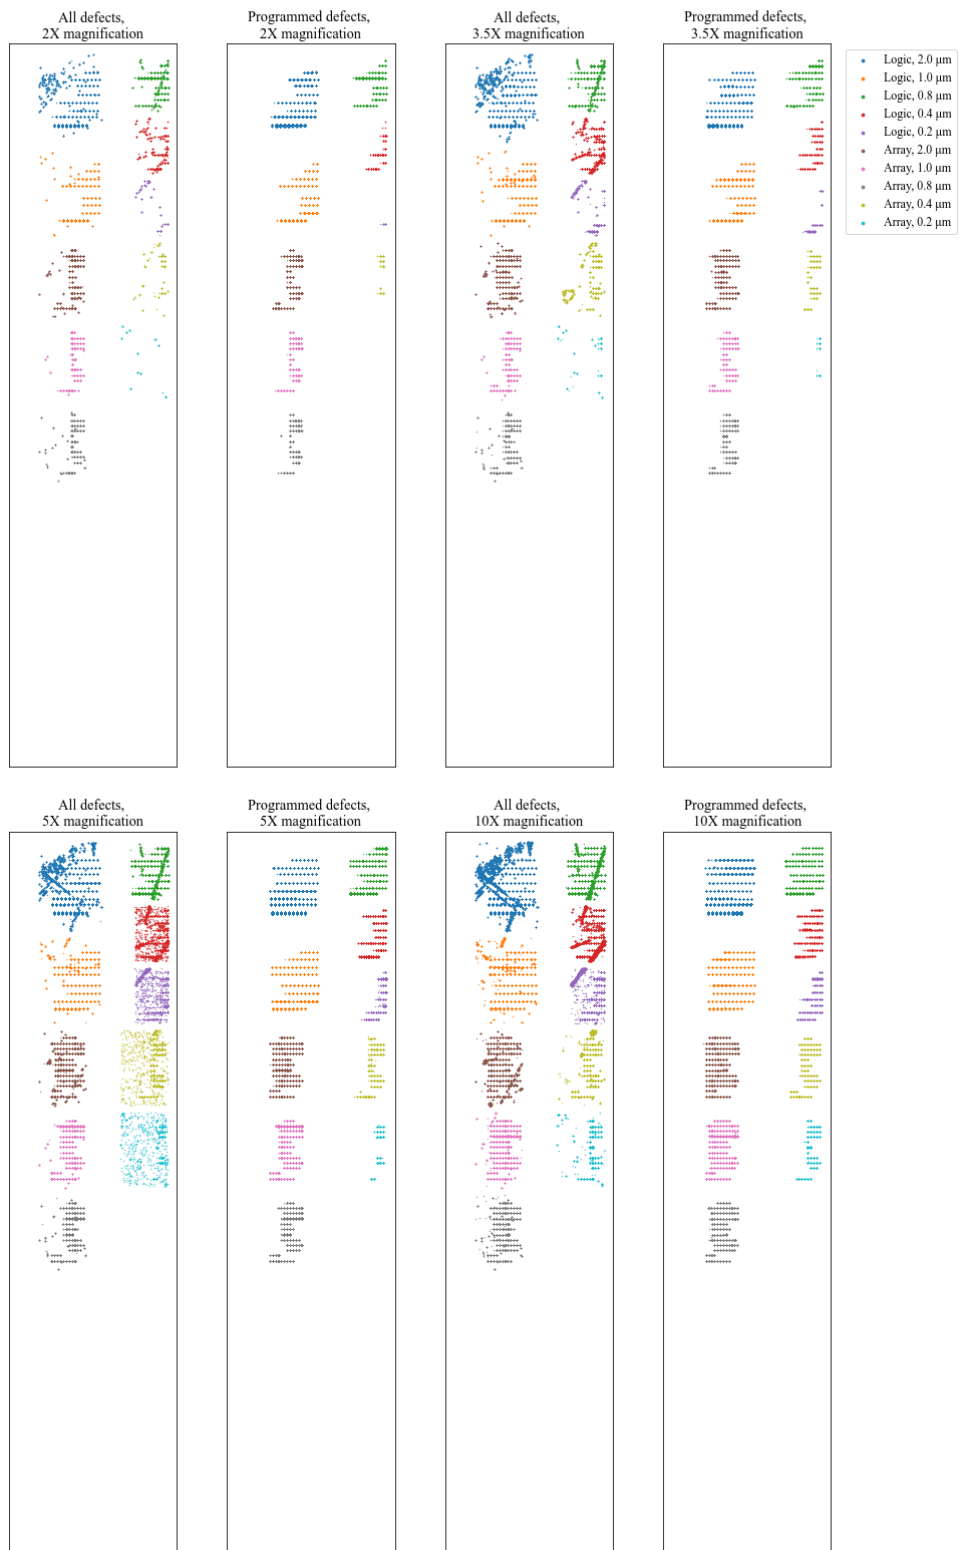 All defects,
2X magnification
Programmed defects,
2X magnification
All defects,
3.5X magnification
Programmed defects,
3.5X magnification
Logic, 2.0 μm
Logic, 1.0 μm
Logic, 0.8 μm
Logic, 0.4 μm
Logic, 0.2 μm
Array, 2.0 μm
Array, 1.0 μm
Array, 0.8 μm
Array, 0.4 μm
Array, 0.2 μm
All defects,
5X magnification
Programmed defects,
5X magnification
All defects,
10X magnification
Programmed defects,
10X magnification